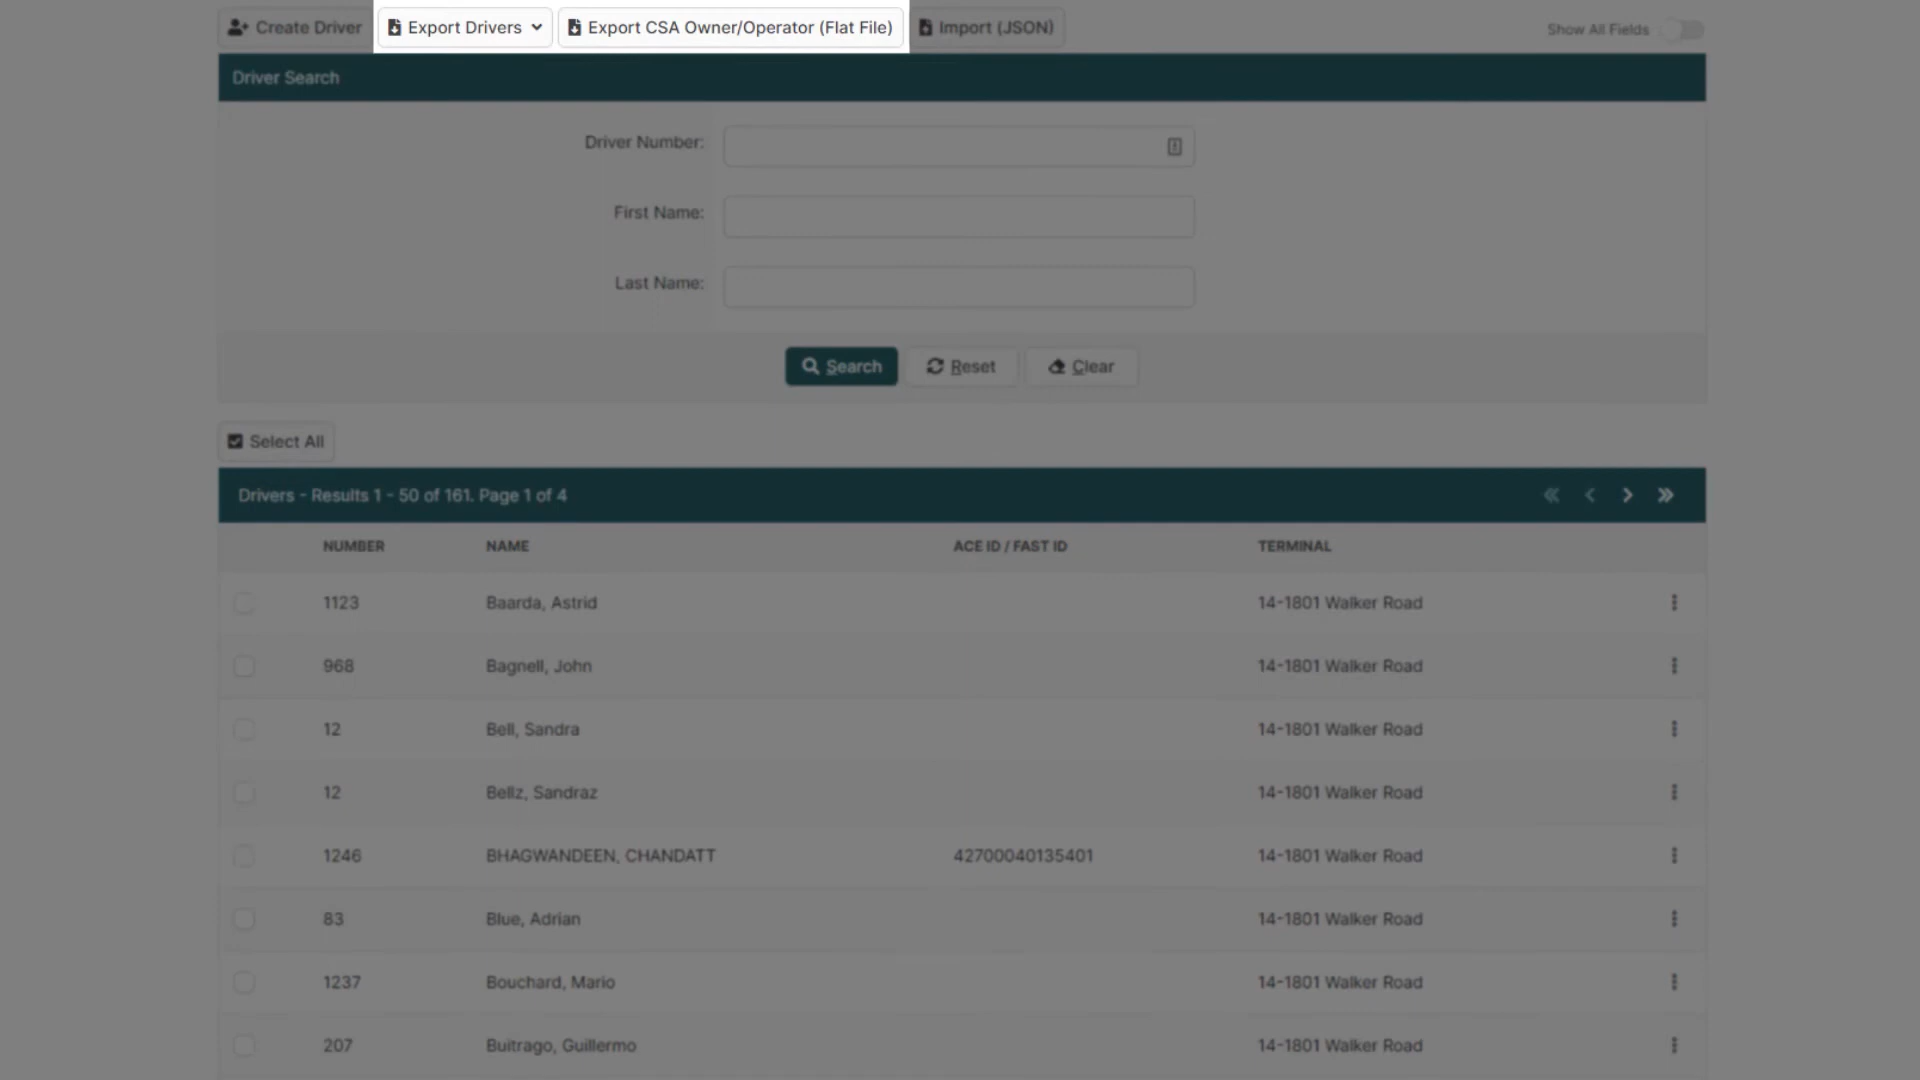 Create Driver Export Drivers Export CSA Owner/Operator (Flat File) Import (JSON) Show All Fields
Driver Search
Driver Number:
First Name:
Last Name:
Search Reset Clear
Select All
Drivers - Results 1 - 50 of 161. Page 1 of 4
NUMBER NAME ACE ID / FAST ID TERMINAL
1123 Baarda, Astrid 14-1801 Walker Road
968 Bagnell, John 14-1801 Walker Road
12 Bell, Sandra 14-1801 Walker Road
12 Bellz, Sandraz 14-1801 Walker Road
1246 BHAGWANDEEN, CHANDATT 42700040135401 14-1801 Walker Road
83 Blue, Adrian 14-1801 Walker Road
1237 Bouchard, Mario 14-1801 Walker Road
207 Buitrago, Guillermo 14-1801 Walker Road